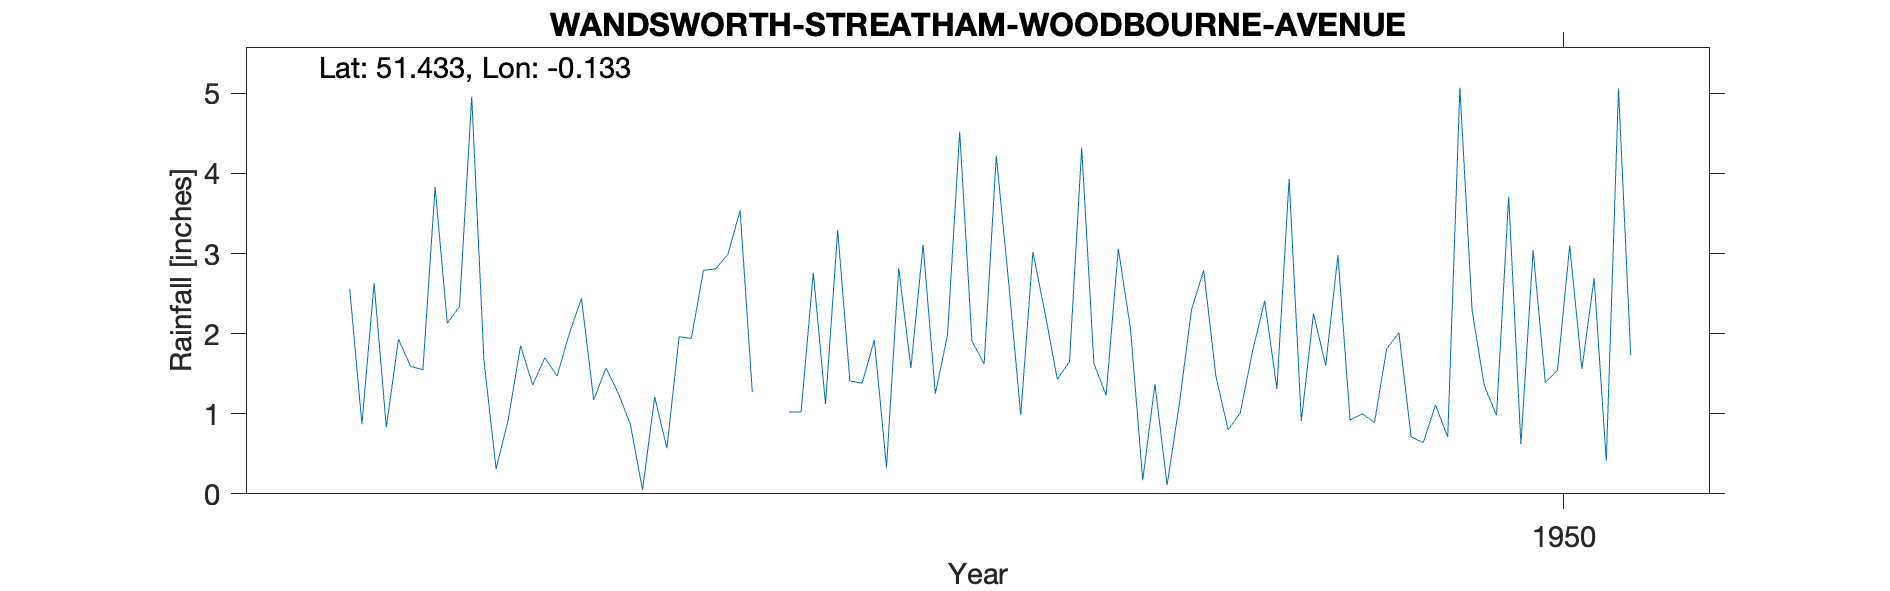 WANDSWORTH-STREATHAM-WOODBOURNE-AVENUE
Lat: 51.433, Lon: -0.133
5
4
3
2
1
0
Rainfall [inches]
1950
Year